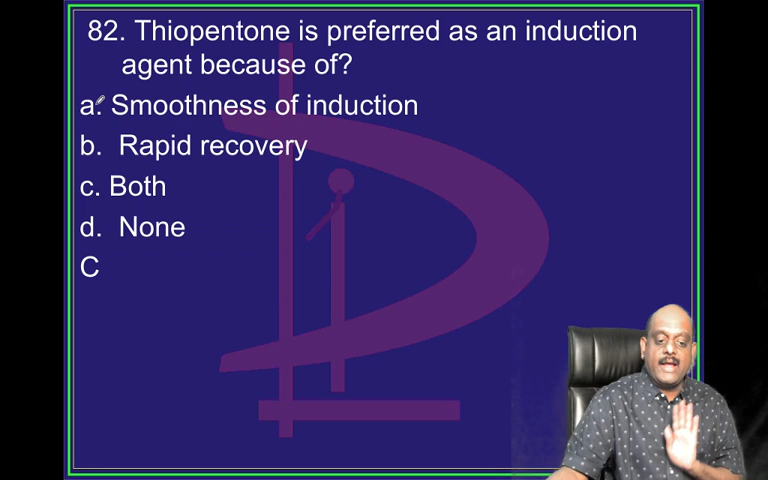 82. Thiopentone is preferred as an induction
agent because of?
a. Smoothness of induction
b. Rapid recovery
c. Both
d. None
C